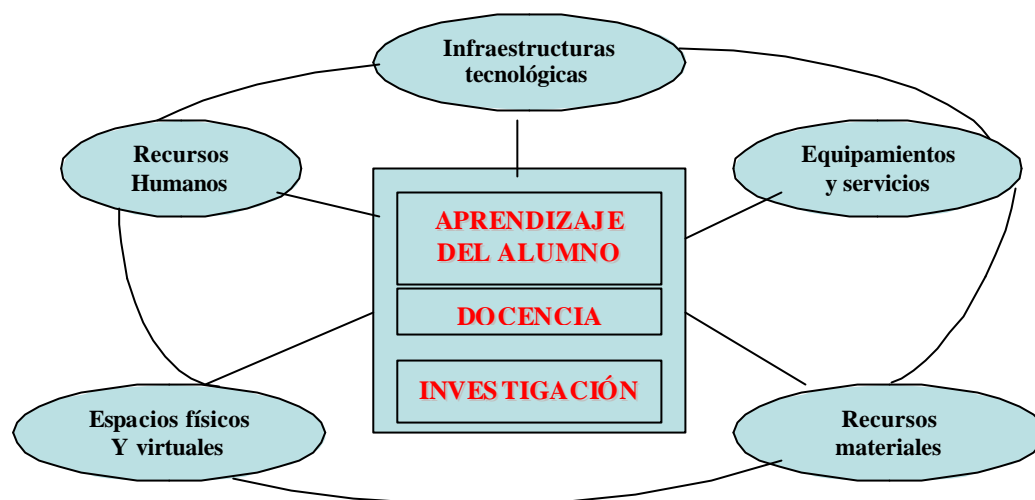 Infraestructuras
tecnológicas
Recursos
Humanos
Equipamientos
y servicios
APRENDIZAJE
DEL ALUMNO
DOCENCIA
INVESTIGACIÓN
Espacios físicos
Y virtuales
Recursos
materiales